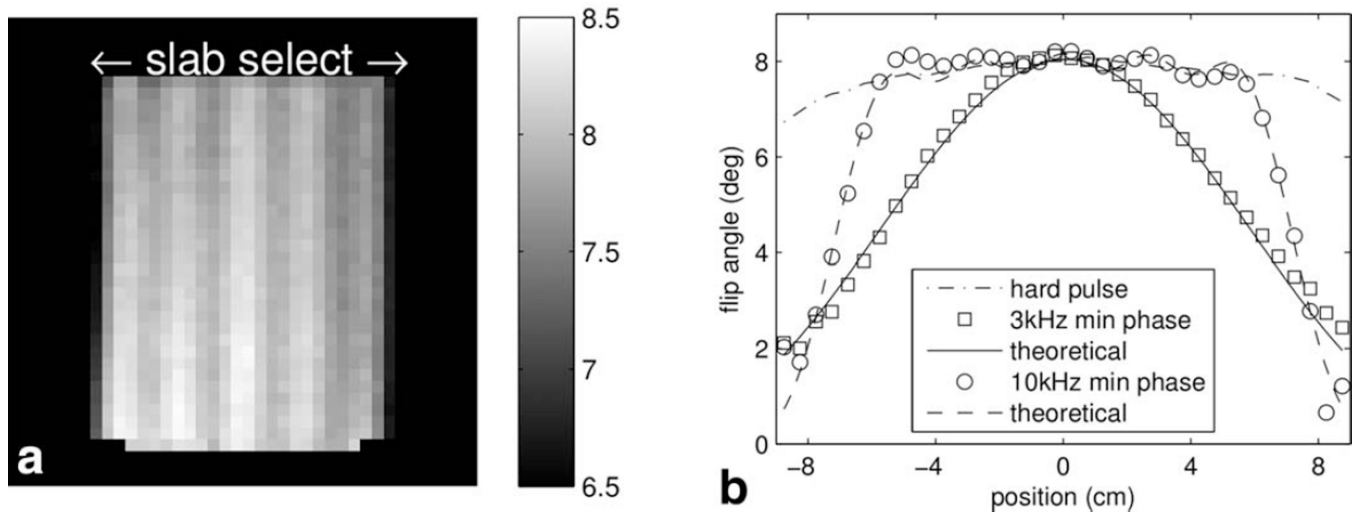 ← slab select →
8.5
8
7.5
7
6.5
a
flip angle (deg)
8
6
4
2
0
hard pulse
3kHz min phase
theoretical
10kHz min phase
theoretical
−8
−4
0
4
8
position (cm)
b